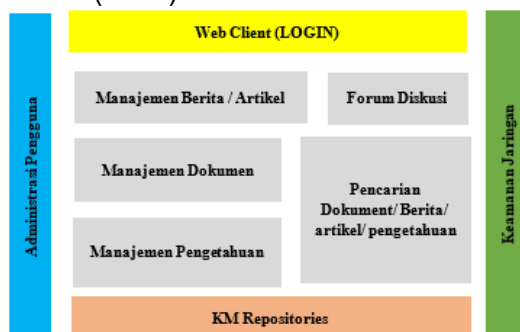 Web Client (LOGIN)
Administrasi Pengguna
Manajemen Berita / Artikel
Forum Diskusi
Manajemen Dokumen
Pencarian
Dokument/ Berita/
artikel/ pengetahuan
Manajemen Pengetahuan
Keamanan Jaringan
KM Repositories